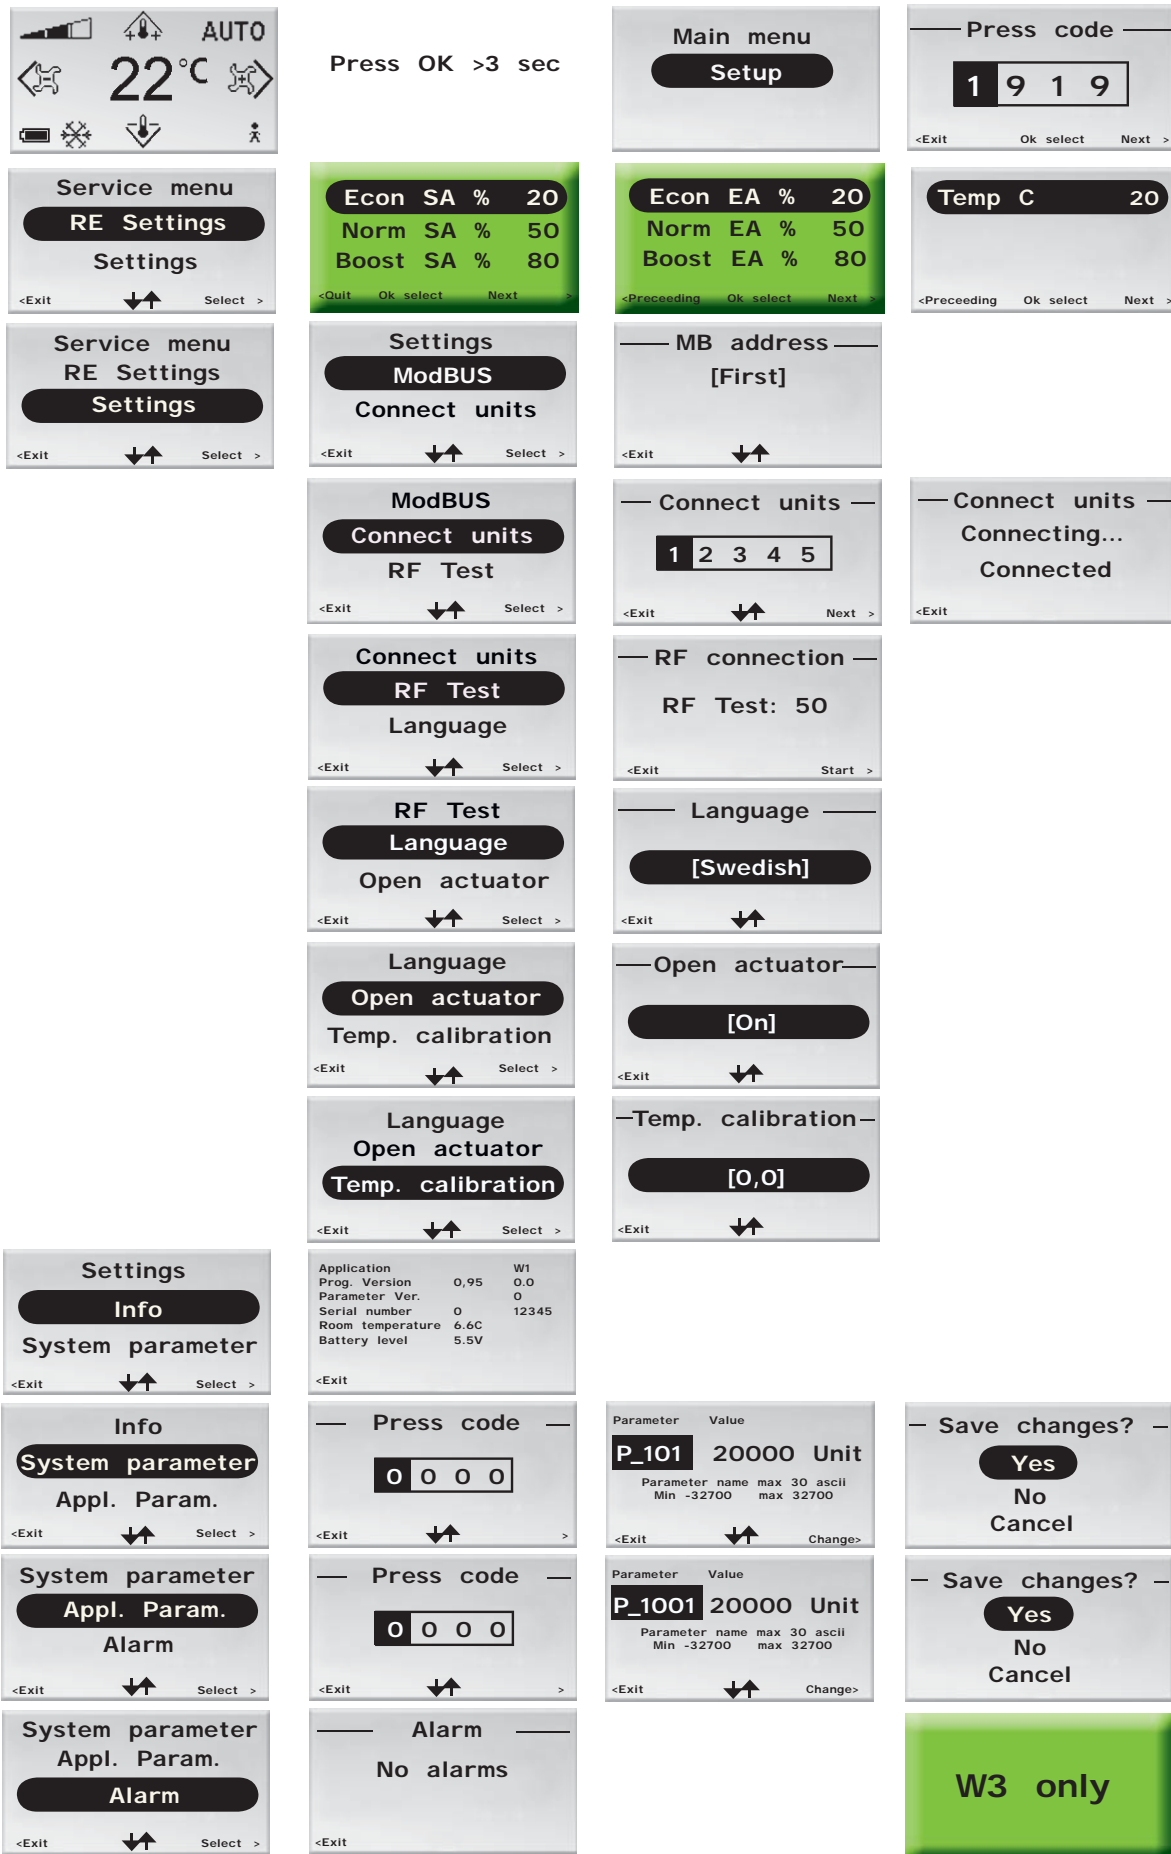 AUTO
22°C
Press OK >3 sec
Main menu
Setup
Press code
1 9 1 9
<Exit Ok select Next >
Service menu
RE Settings
Settings
<Exit Select >
Econ SA % 20
Norm SA % 50
Boost SA % 80
<Quit Ok select Next >
Econ EA % 20
Norm EA % 50
Boost EA % 80
<Preceeding Ok select Next >
Temp C 20
<Preceeding Ok select Next >
Service menu
RE Settings
Settings
<Exit Select >
Settings
ModBUS
Connect units
<Exit Select >
MB address
[First]
<Exit
ModBUS
Connect units
RF Test
<Exit Select >
Connect units
1 2 3 4 5
<Exit Next >
Connect units
Connecting...
Connected
<Exit
Connect units
RF Test
Language
<Exit Select >
RF connection
RF Test: 50
<Exit Start >
RF Test
Language
Open actuator
<Exit Select >
Language
[Swedish]
<Exit
Language
Open actuator
Temp. calibration
<Exit Select >
Open actuator
[On]
<Exit
Language
Open actuator
Temp. calibration
<Exit Select >
Temp. calibration
[0,0]
<Exit
Settings
Info
System parameter
<Exit Select >
Application W1
Prog. Version 0,95 0.0
Parameter Ver. 0
Serial number 0 12345
Room temperature 6.6C
Battery level 5.5V
<Exit
Info
System parameter
Appl. Param.
<Exit Select >
Press code
0 0 0 0
<Exit >
Parameter Value
P_101 20000 Unit
Parameter name max 30 ascii
Min -32700 max 32700
<Exit Change>
Save changes?
Yes
No
Cancel
System parameter
Appl. Param.
Alarm
<Exit Select >
Press code
0 0 0 0
<Exit >
Parameter Value
P_1001 20000 Unit
Parameter name max 30 ascii
Min -32700 max 32700
<Exit Change>
Save changes?
Yes
No
Cancel
System parameter
Appl. Param.
Alarm
<Exit Select >
Alarm
No alarms
<Exit
W3 only